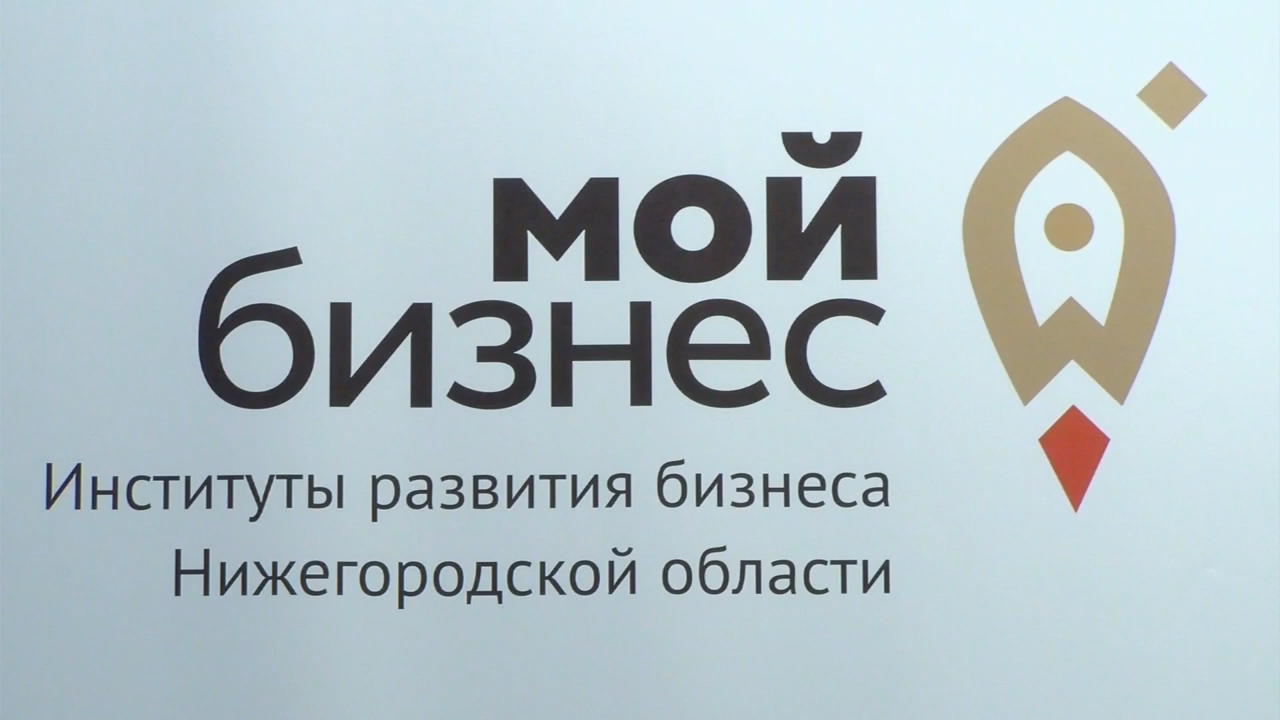 мой
бизнес
Институты развития бизнеса
Нижегородской области